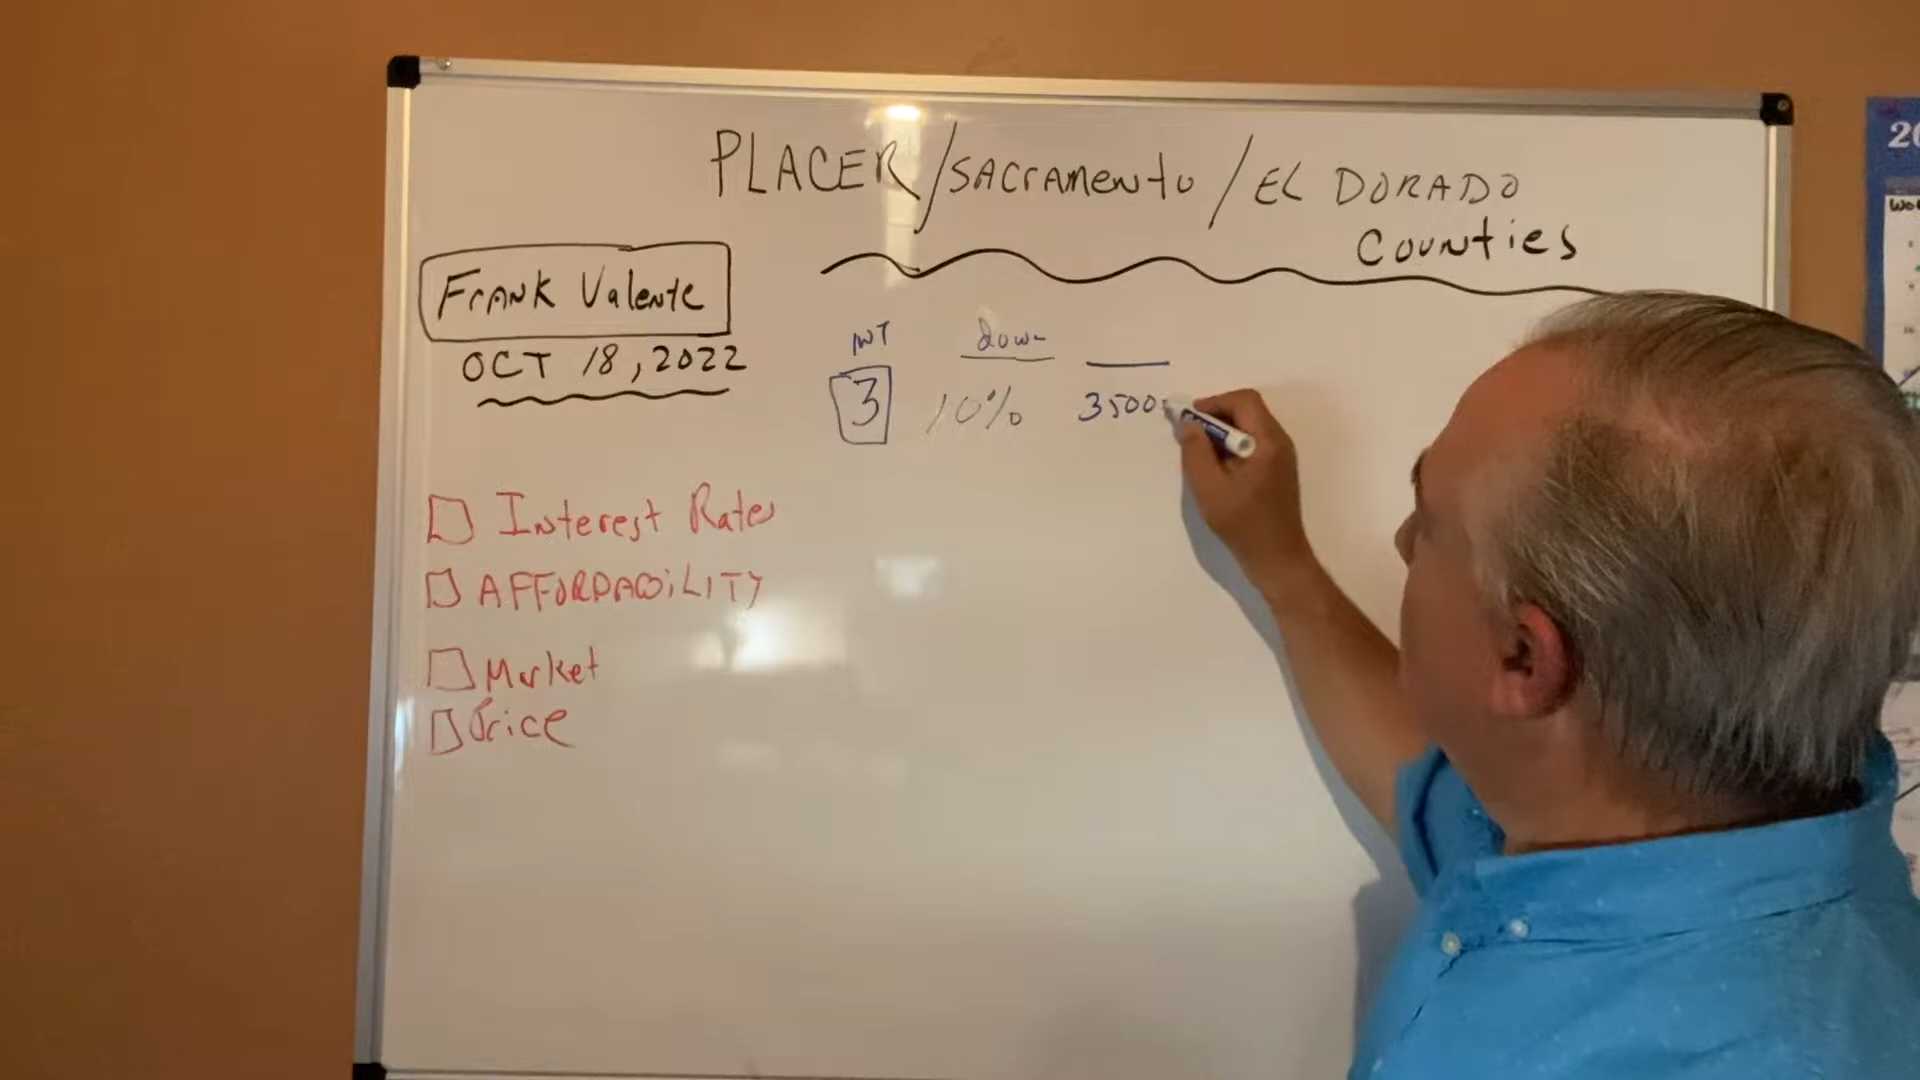 PLACER/SACramento/EL DORADO
Counties
Frank Valente
OCT 18, 2022
INT
down
3
10%
3500
Interest Rates
AFFORDABILITY
Market
Price